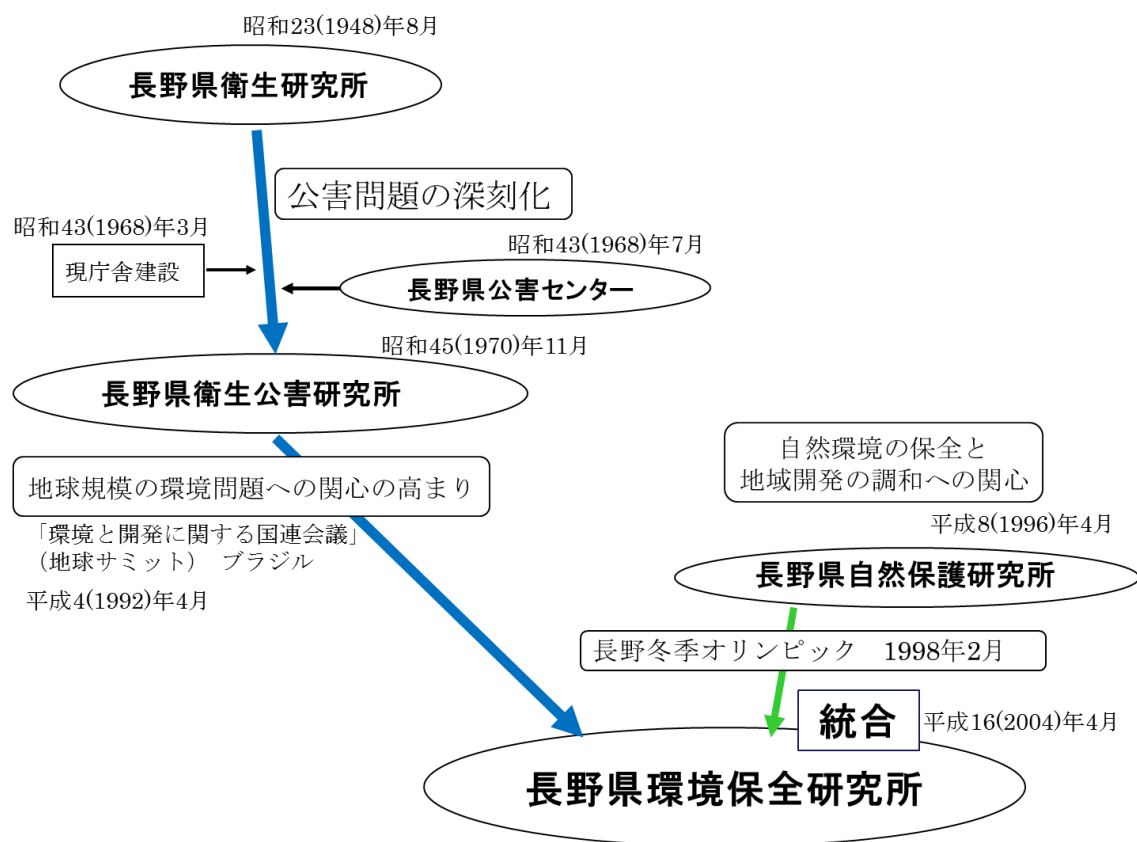 昭和23(1948)年8月
長野県衛生研究所
公害問題の深刻化
昭和43(1968)年3月
現庁舎建設
昭和43(1968)年7月
長野県公害センター
昭和45(1970)年11月
長野県衛生公害研究所
地球規模の環境問題への関心の高まり
「環境と開発に関する国連会議」
（地球サミット）　ブラジル
平成4(1992)年4月
自然環境の保全と
地域開発の調和への関心
平成8(1996)年4月
長野県自然保護研究所
長野冬季オリンピック　1998年2月
統合
平成16(2004)年4月
長野県環境保全研究所